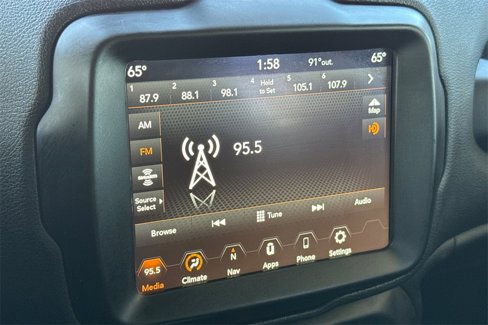 65° 1:58 91°out. 65°
1 87.9 2 88.1 3 98.1 4 Hold to Set 5 105.1 6 107.9
Map
AM
FM
95.5
SiriusXM
Source
Select
Browse Tune Audio
95.5
Media Climate N Nav Apps Phone Settings